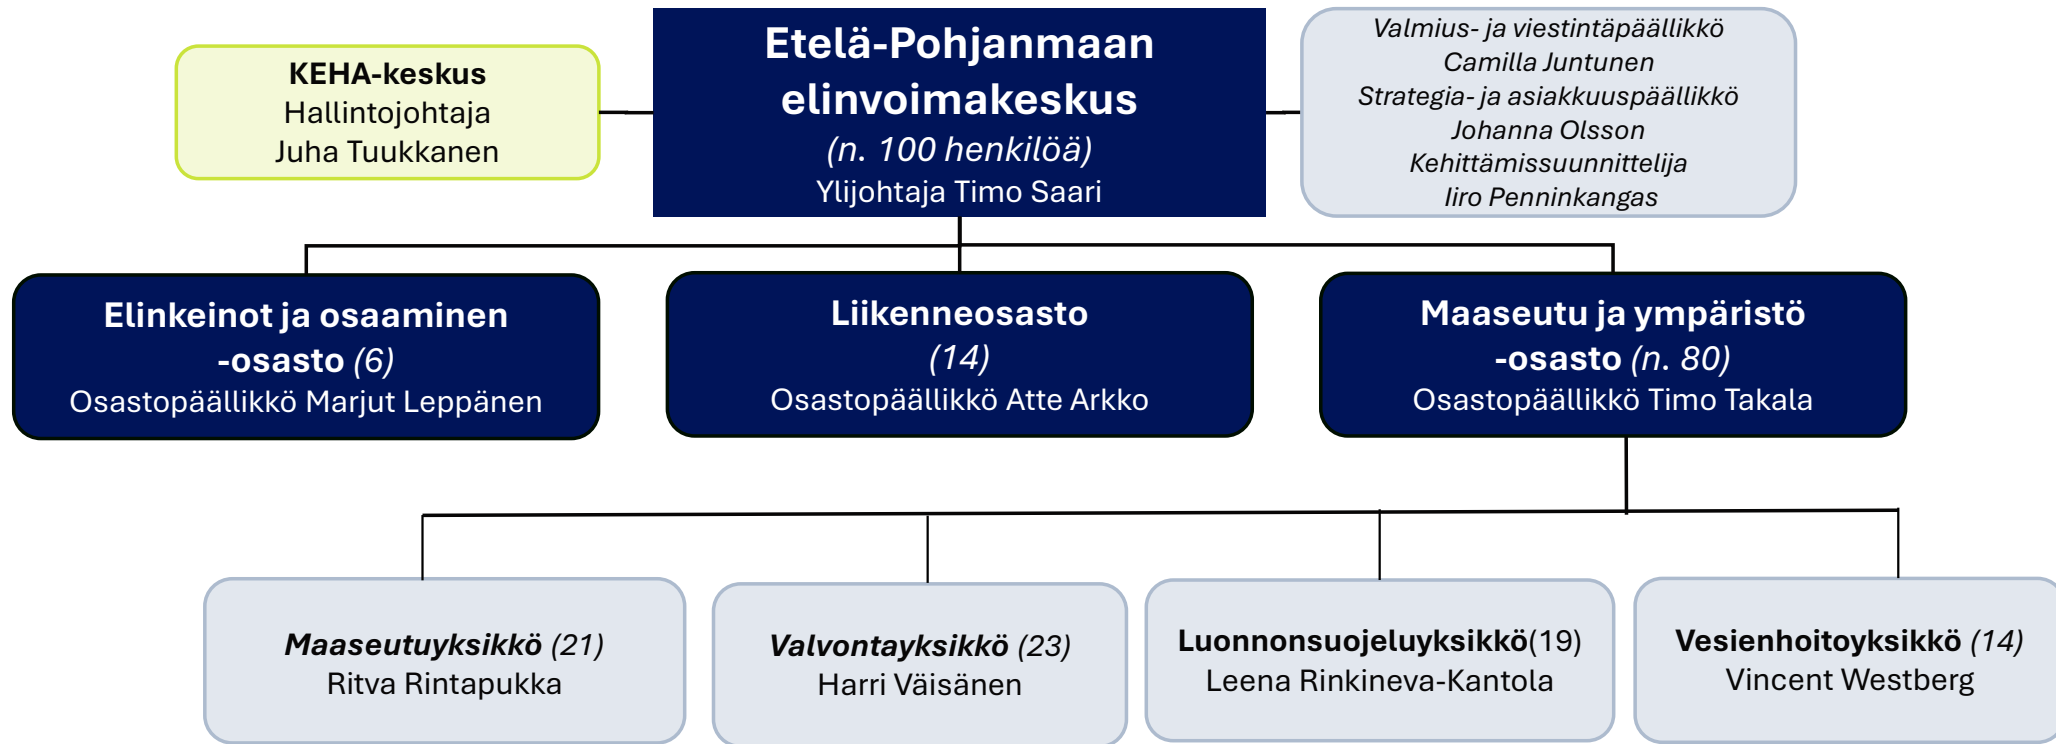 KEHA-keskus
Hallintojohtaja
Juha Tuukkanen
Etelä-Pohjanmaan
elinvoimakeskus
(n. 100 henkilöä)
Ylijohtaja Timo Saari
Valmius- ja viestintäpäällikkö
Camilla Juntunen
Strategia- ja asiakkuuspäällikkö
Johanna Olsson
Kehittämissuunnittelija
Iiro Penninkangas
Elinkeinot ja osaaminen
-osasto (6)
Osastopäällikkö Marjut Leppänen
Liikenneosasto
(14)
Osastopäällikkö Atte Arkko
Maaseutu ja ympäristö
-osasto (n. 80)
Osastopäällikkö Timo Takala
Maaseutuyksikkö (21)
Ritva Rintapukka
Valvontayksikkö (23)
Harri Väisänen
Luonnonsuojeluyksikkö(19)
Leena Rinkineva-Kantola
Vesienhoitoyksikkö (14)
Vincent Westberg